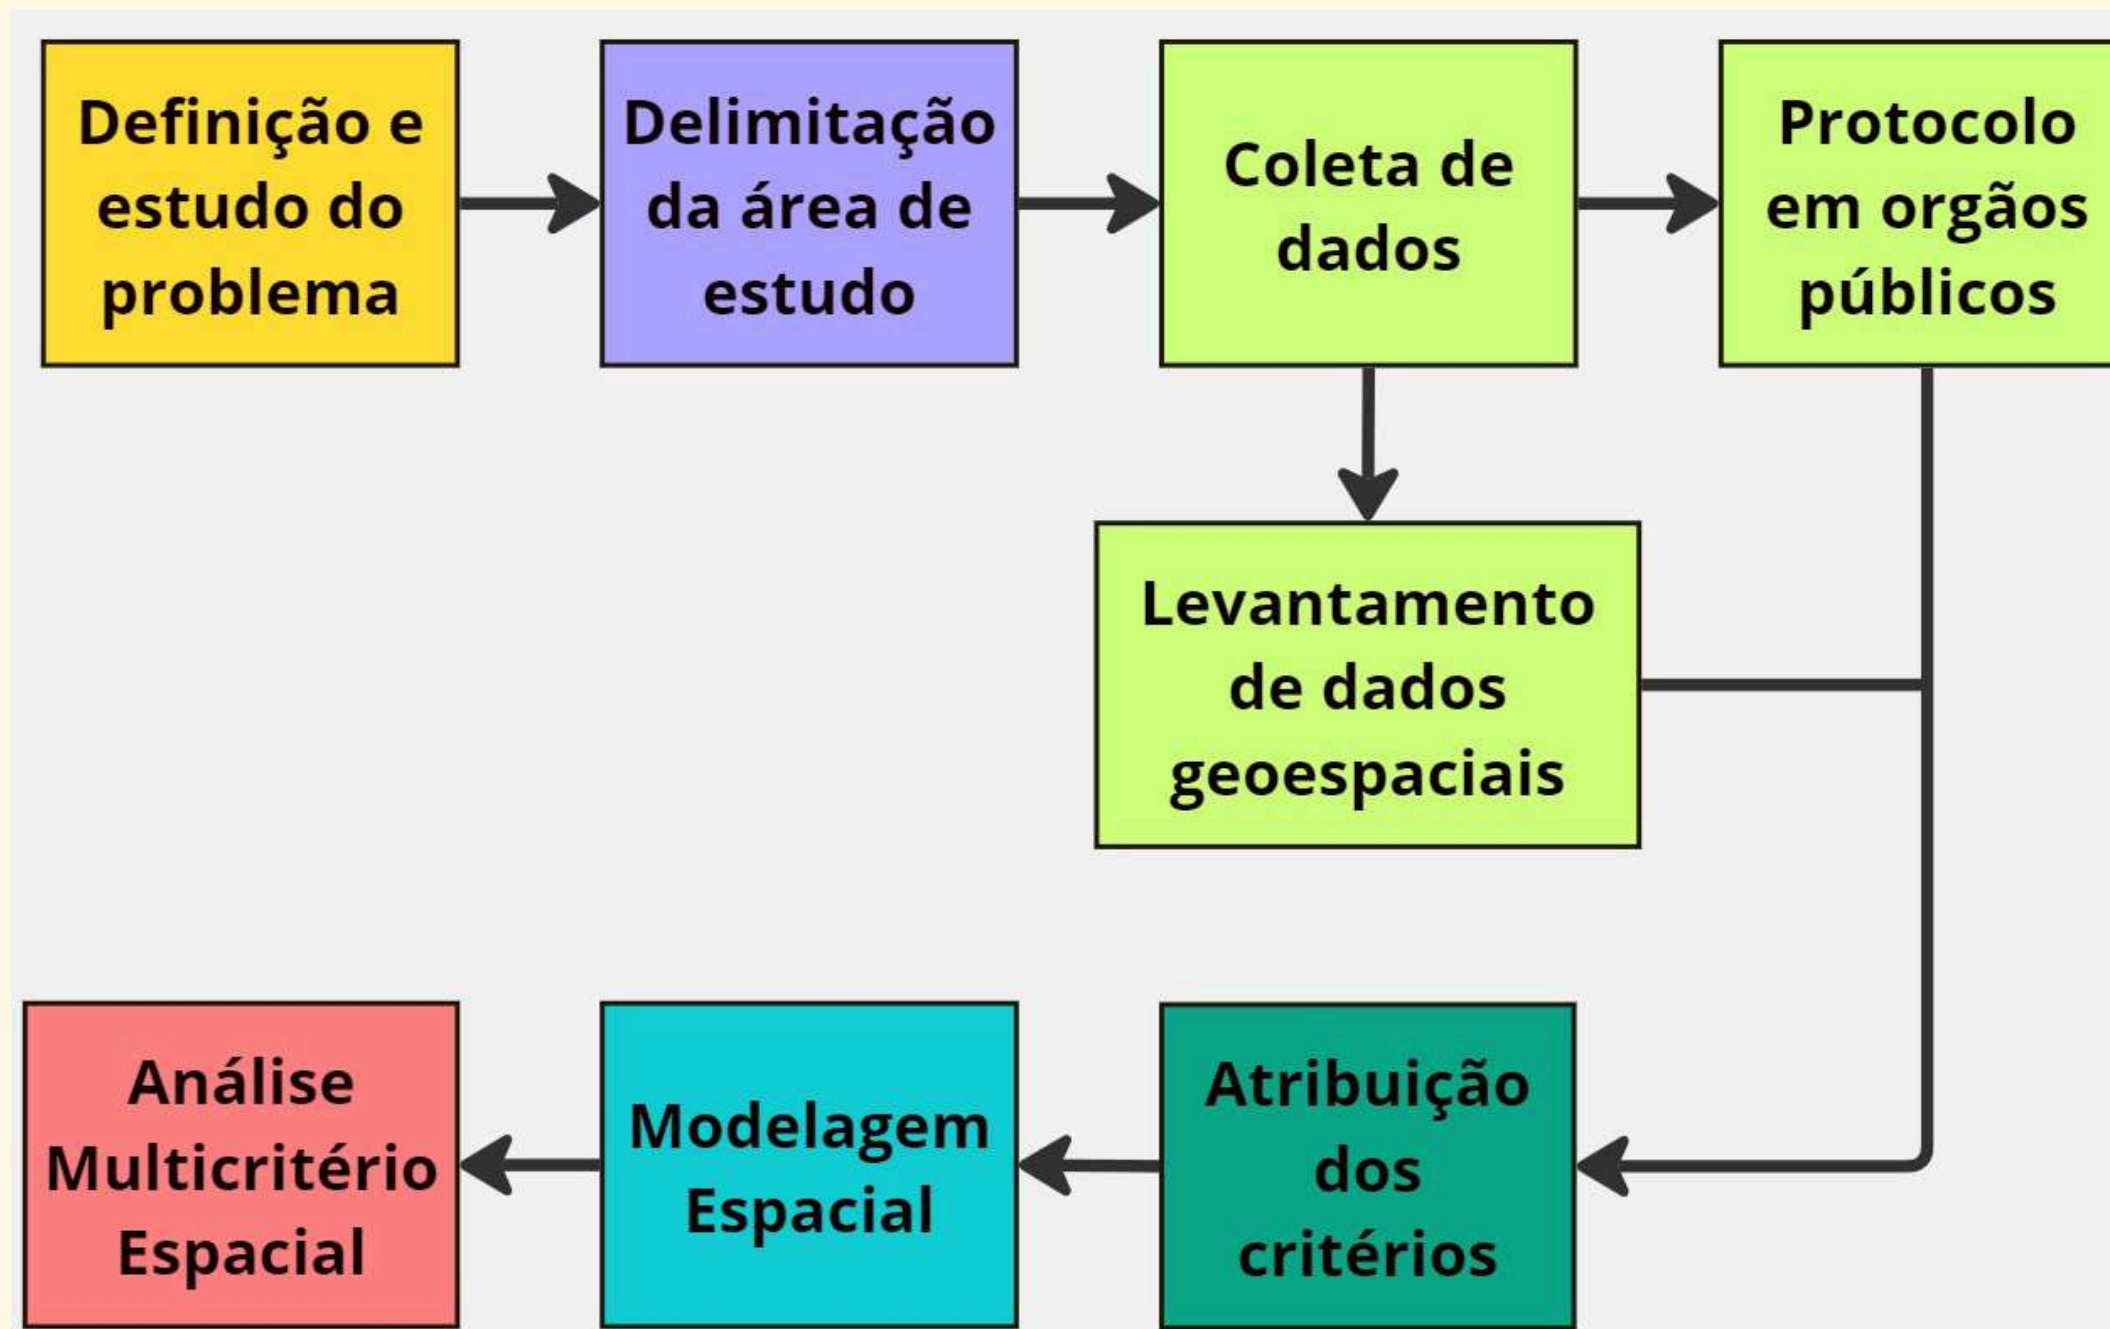 Definição e
estudo do
problema
Delimitação
da área de
estudo
Coleta de
dados
Protocolo
em orgãos
públicos
Levantamento
de dados
geoespaciais
Análise
Multicritério
Espacial
Modelagem
Espacial
Atribuição
dos
critérios